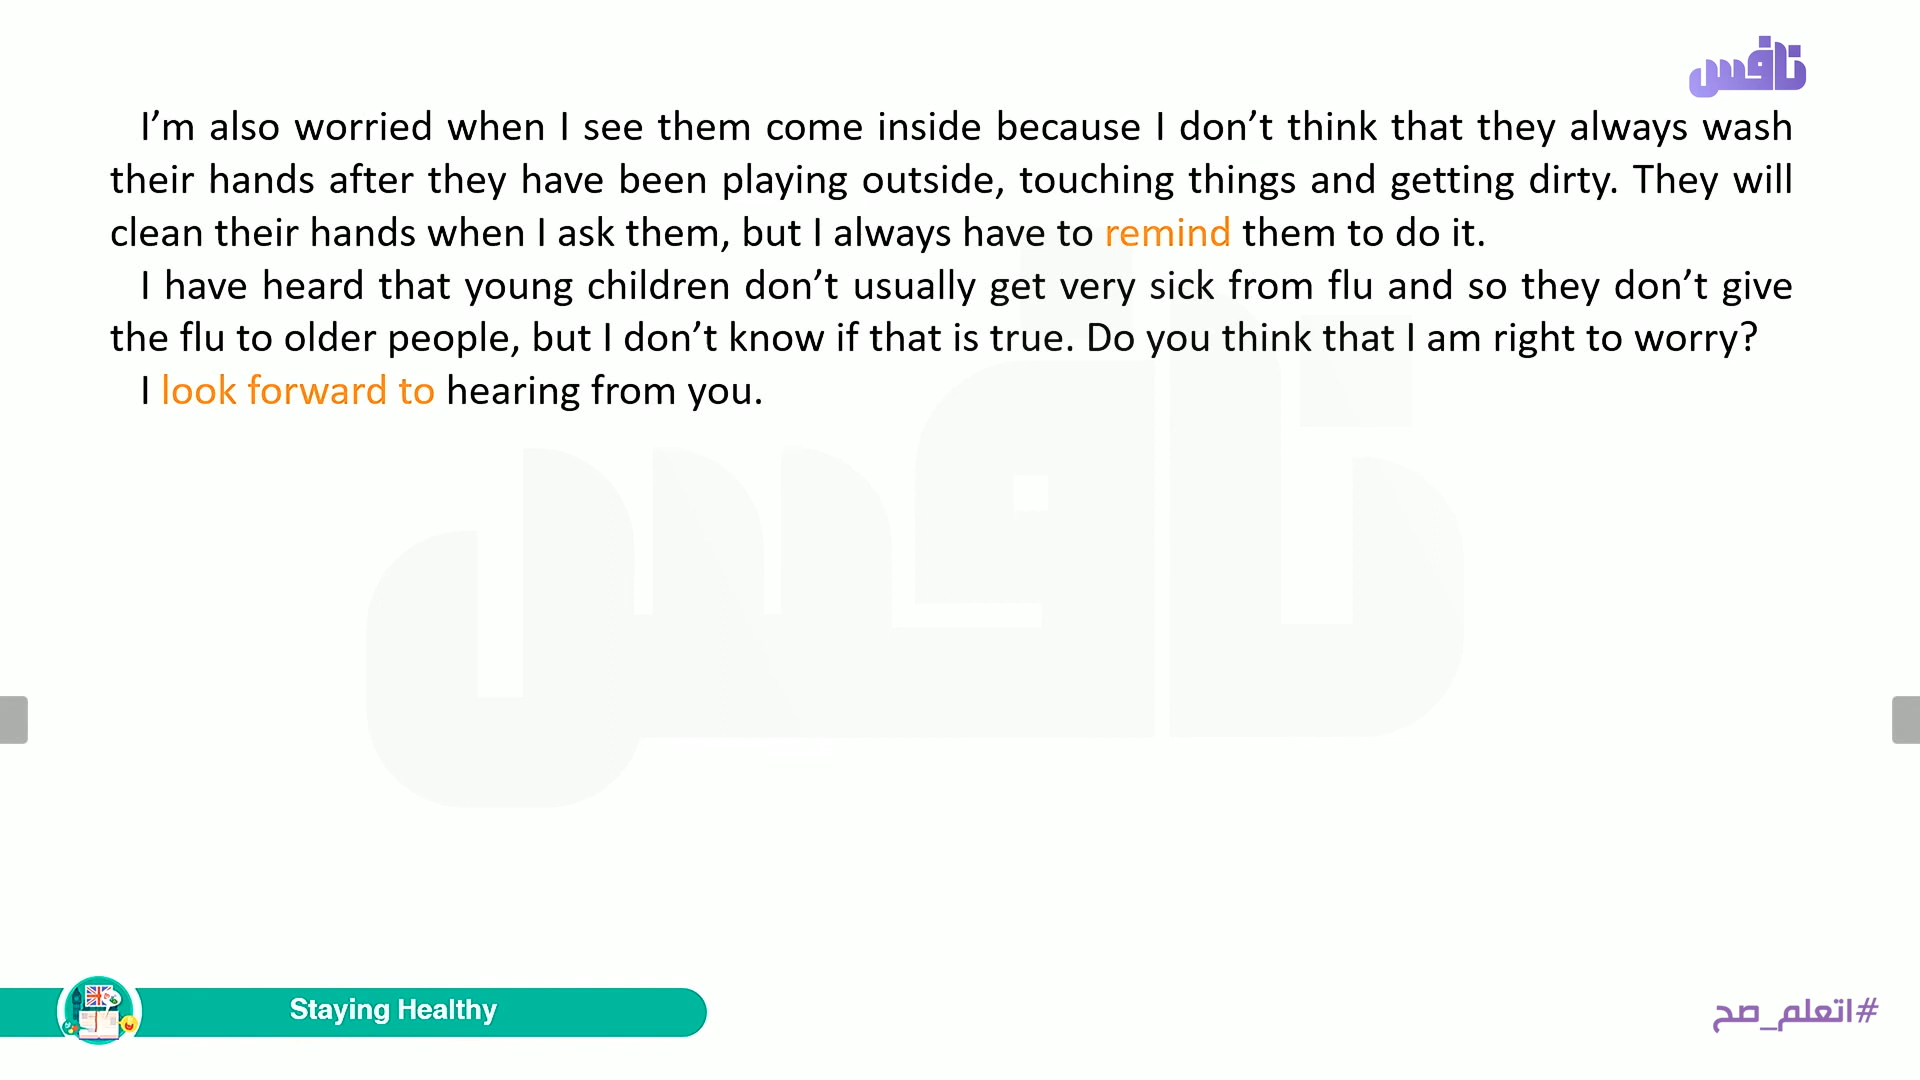 نافس
I’m also worried when I see them come inside because I don’t think that they always wash
their hands after they have been playing outside, touching things and getting dirty. They will
clean their hands when I ask them, but I always have to remind them to do it.
I have heard that young children don’t usually get very sick from flu and so they don’t give
the flu to older people, but I don’t know if that is true. Do you think that I am right to worry?
I look forward to hearing from you.
نافس
Staying Healthy
#اتعلم_صح